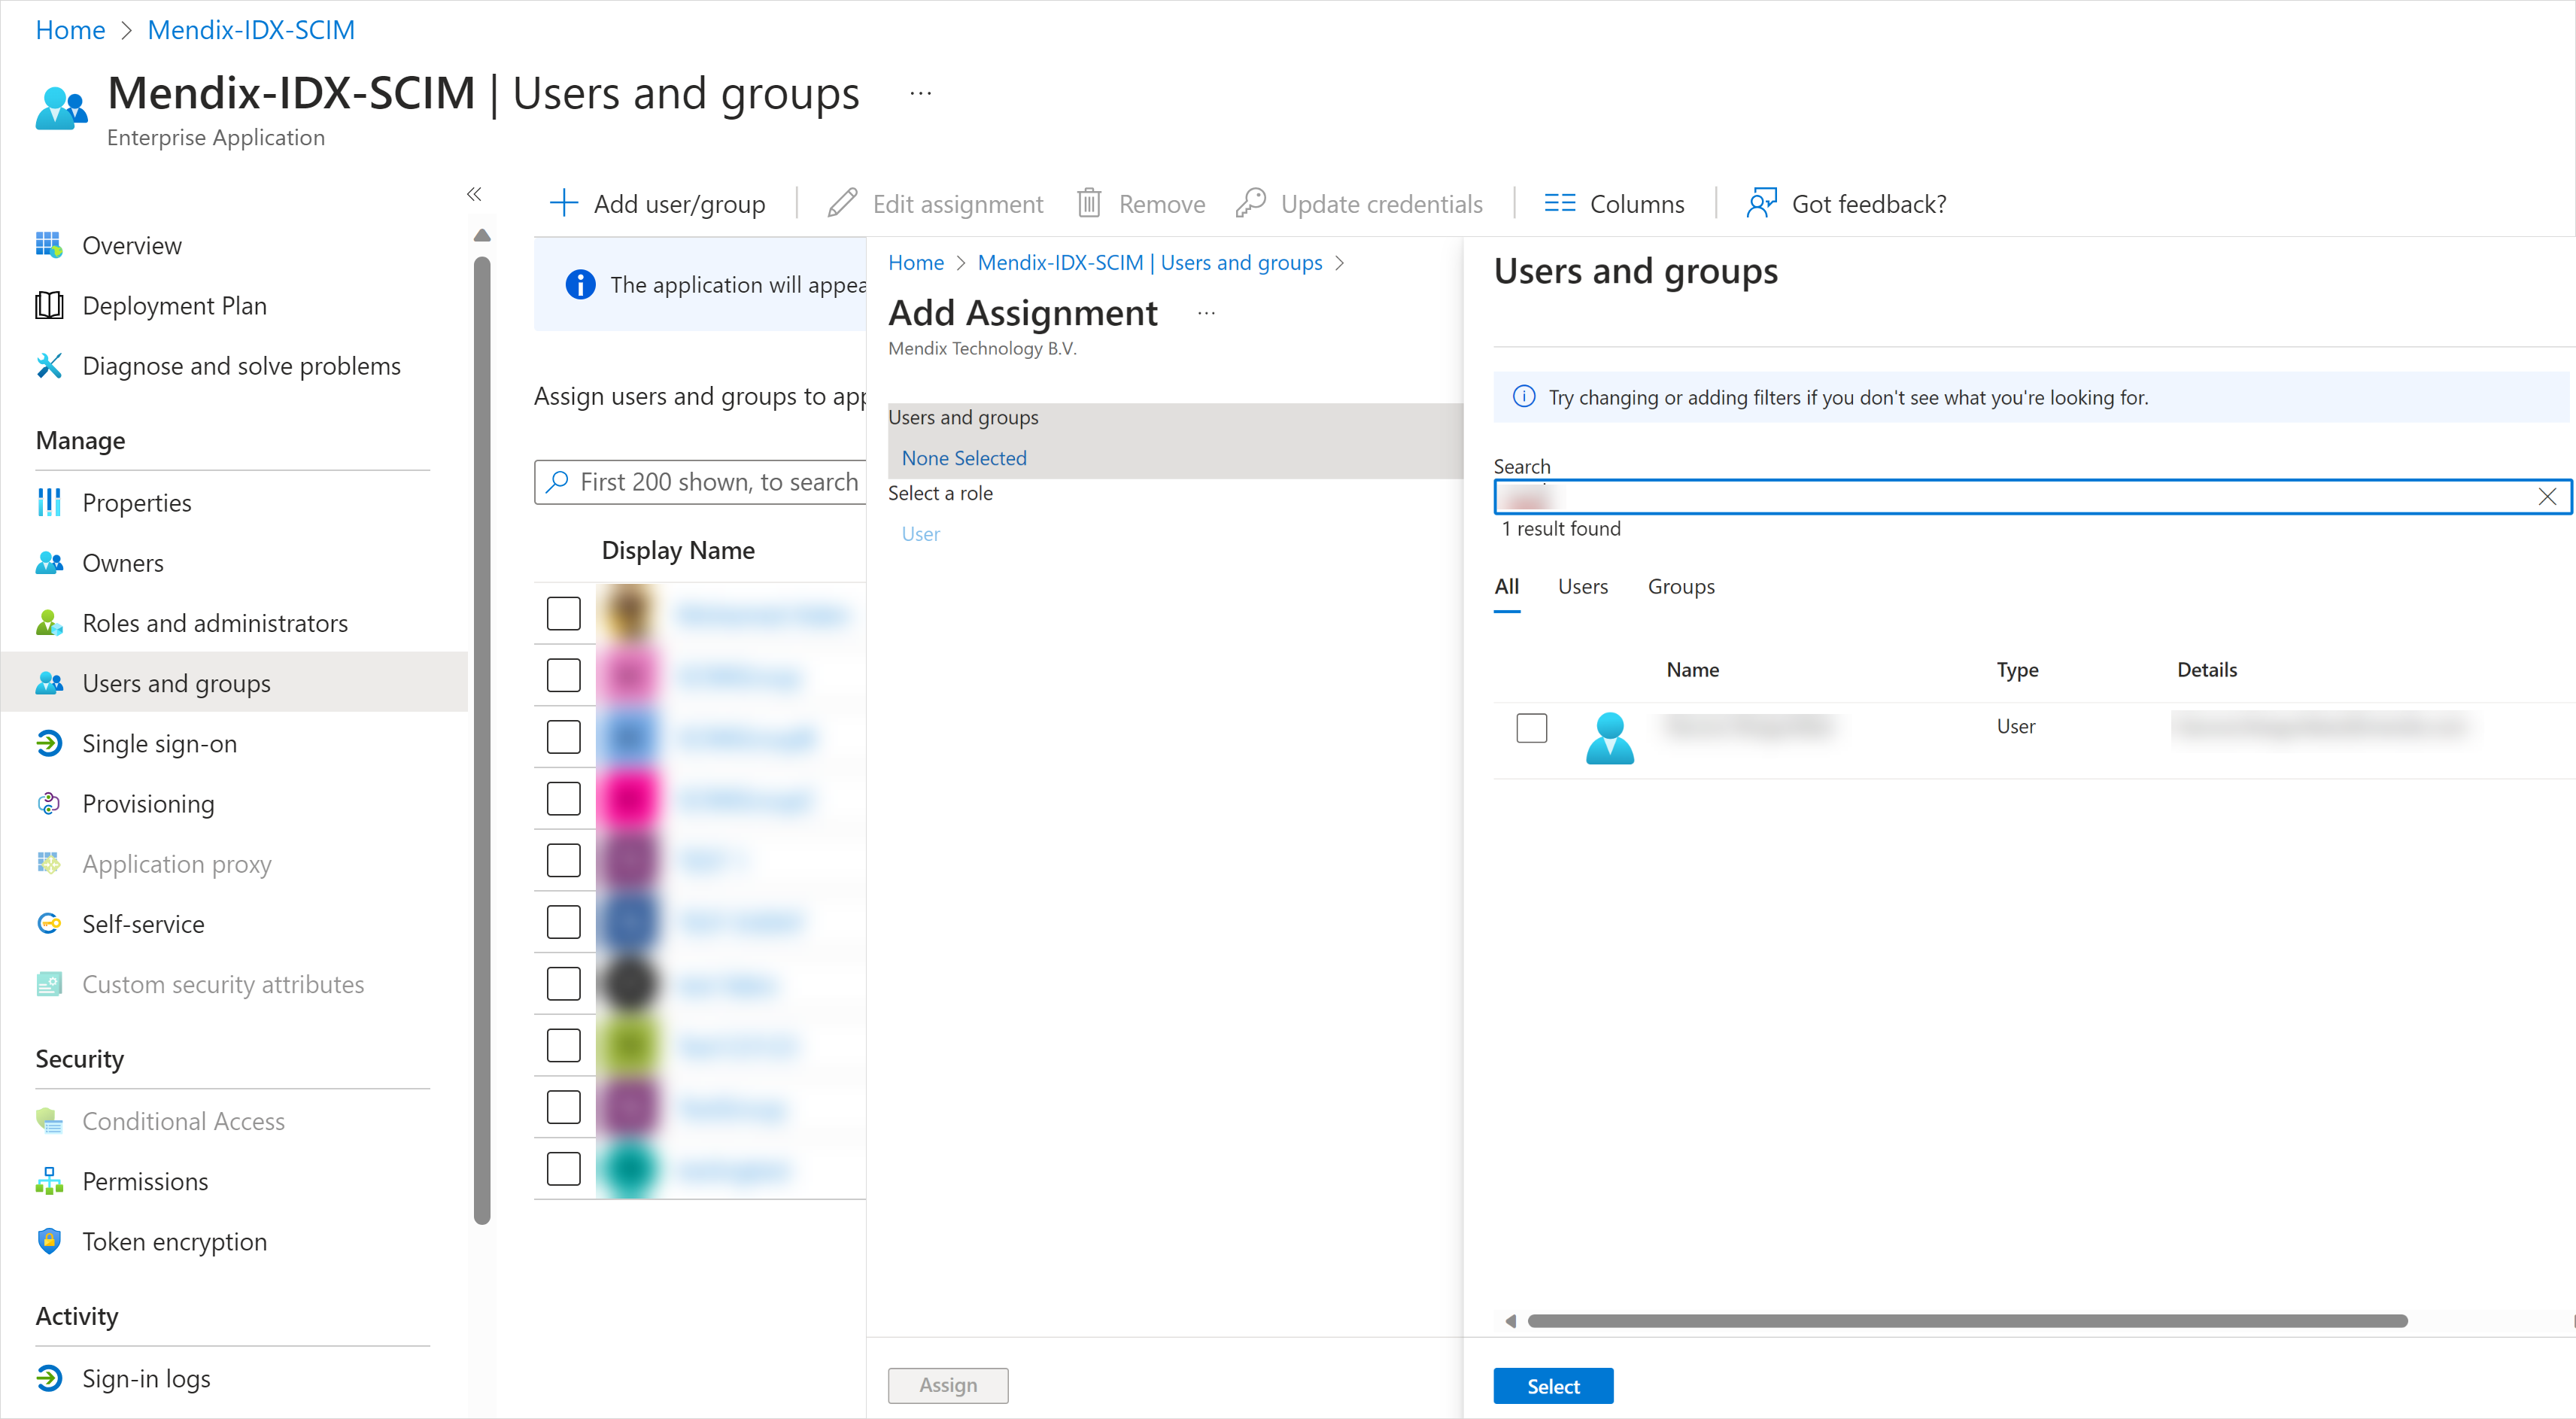 Home > Mendix-IDX-SCIM
Mendix-IDX-SCIM | Users and groups ...
Enterprise Application
«
Overview
Deployment Plan
Diagnose and solve problems
Manage
Properties
Owners
Roles and administrators
Users and groups
Single sign-on
Provisioning
Application proxy
Self-service
Custom security attributes
Security
Conditional Access
Permissions
Token encryption
Activity
Sign-in logs
Add user/group
Edit assignment
Remove
Update credentials
Columns
Got feedback?
The application will appea
Assign users and groups to app
First 200 shown, to search
Display Name
Home > Mendix-IDX-SCIM | Users and groups >
Add Assignment ...
Mendix Technology B.V.
Users and groups
None Selected
Select a role
User
Assign
Users and groups
Try changing or adding filters if you don't see what you're looking for.
Search
1 result found
All Users Groups
Name Type Details
User
Select